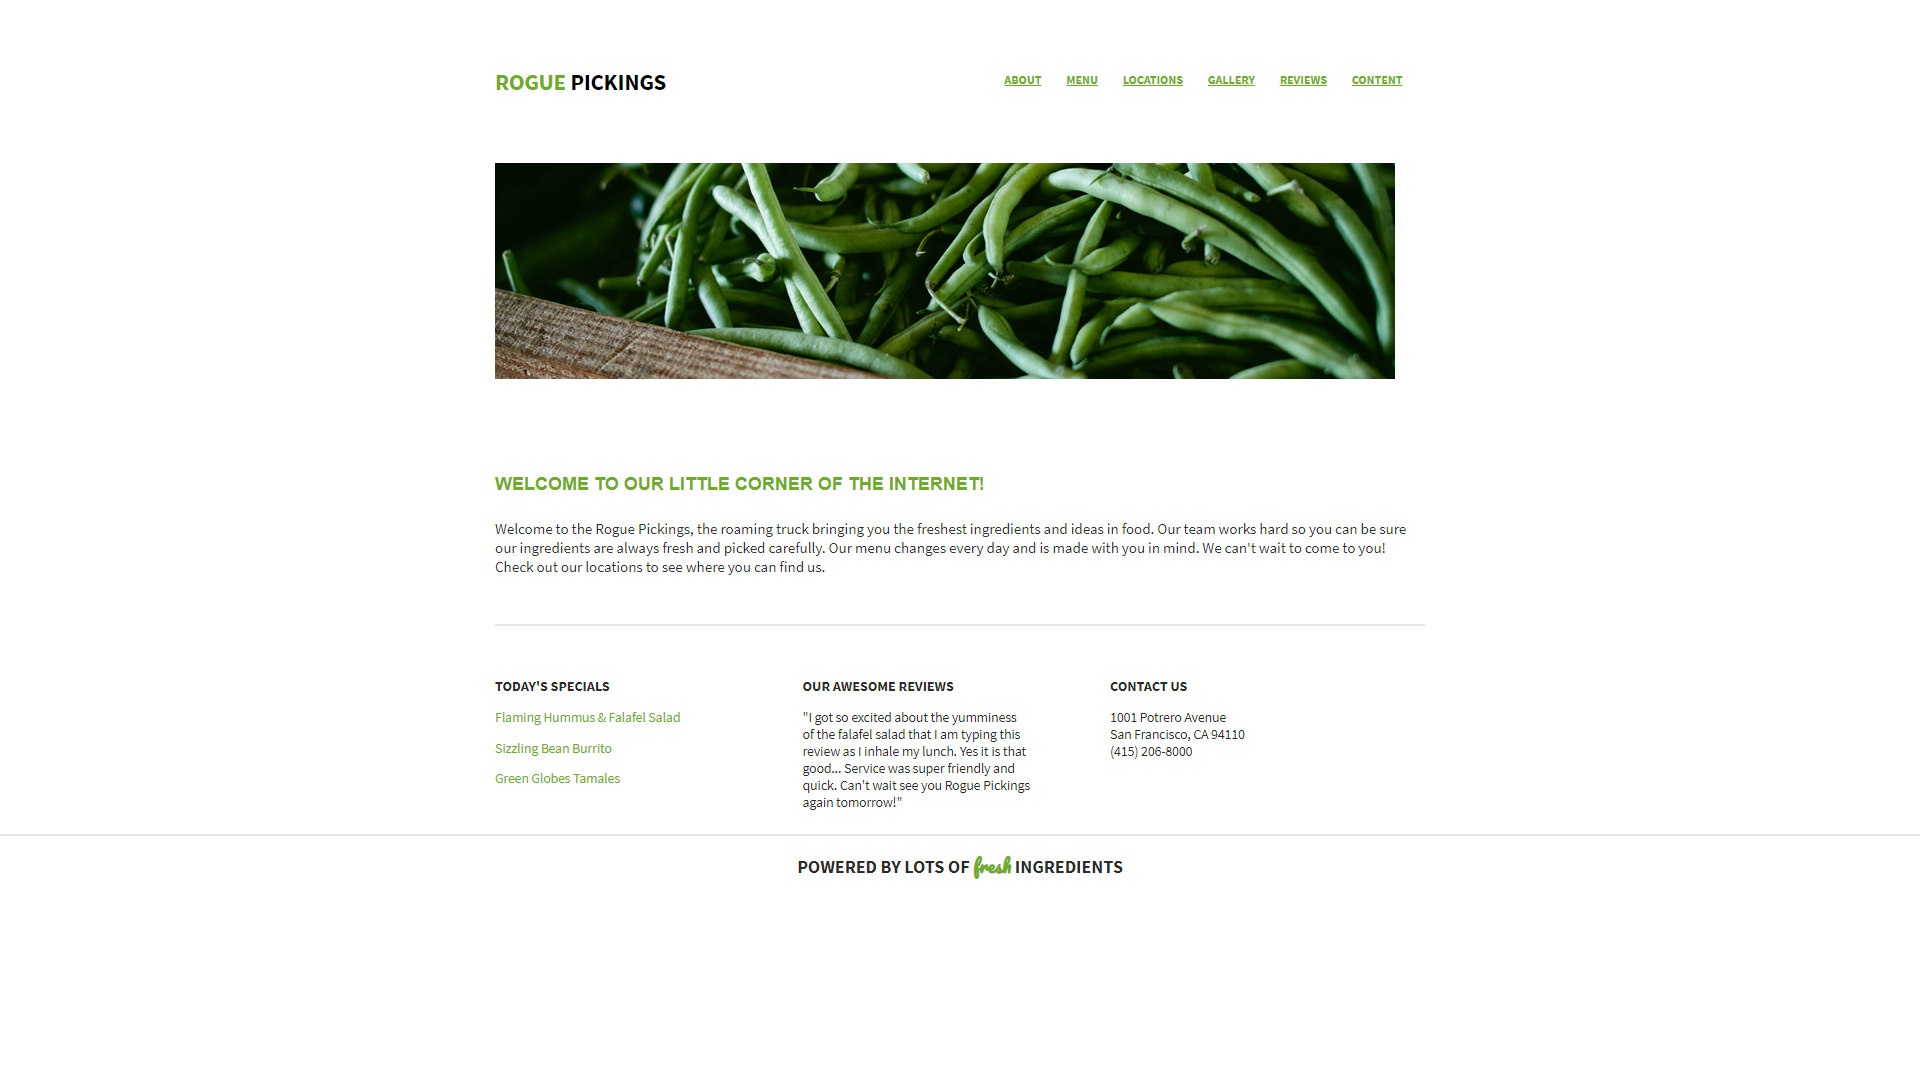 ROGUE PICKINGS
ABOUT MENU LOCATIONS GALLERY REVIEWS CONTENT
WELCOME TO OUR LITTLE CORNER OF THE INTERNET!
Welcome to the Rogue Pickings, the roaming truck bringing you the freshest ingredients and ideas in food. Our team works hard so you can be sure
our ingredients are always fresh and picked carefully. Our menu changes every day and is made with you in mind. We can't wait to come to you!
Check out our locations to see where you can find us.
TODAY'S SPECIALS
Flaming Hummus & Falafel Salad
Sizzling Bean Burrito
Green Globes Tamales
OUR AWESOME REVIEWS
"I got so excited about the yumminess
of the falafel salad that I am typing this
review as I inhale my lunch. Yes it is that
good... Service was super friendly and
quick. Can't wait see you Rogue Pickings
again tomorrow!"
CONTACT US
1001 Potrero Avenue
San Francisco, CA 94110
(415) 206-8000
POWERED BY LOTS OF fresh INGREDIENTS